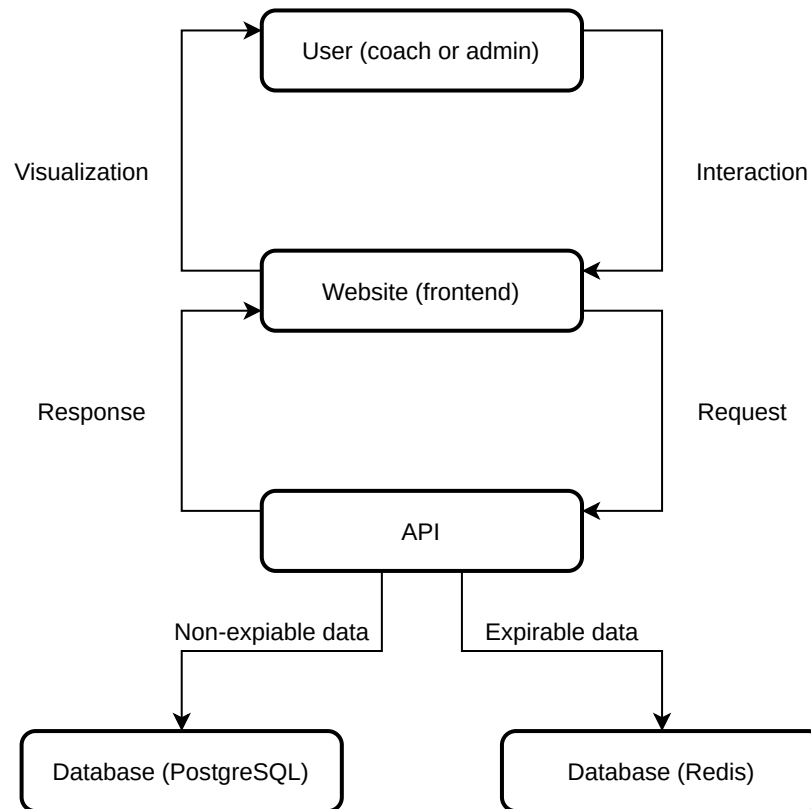 User (coach or admin)
Visualization
Interaction
Website (frontend)
Response
Request
API
Non-expiable data
Expirable data
Database (PostgreSQL)
Database (Redis)